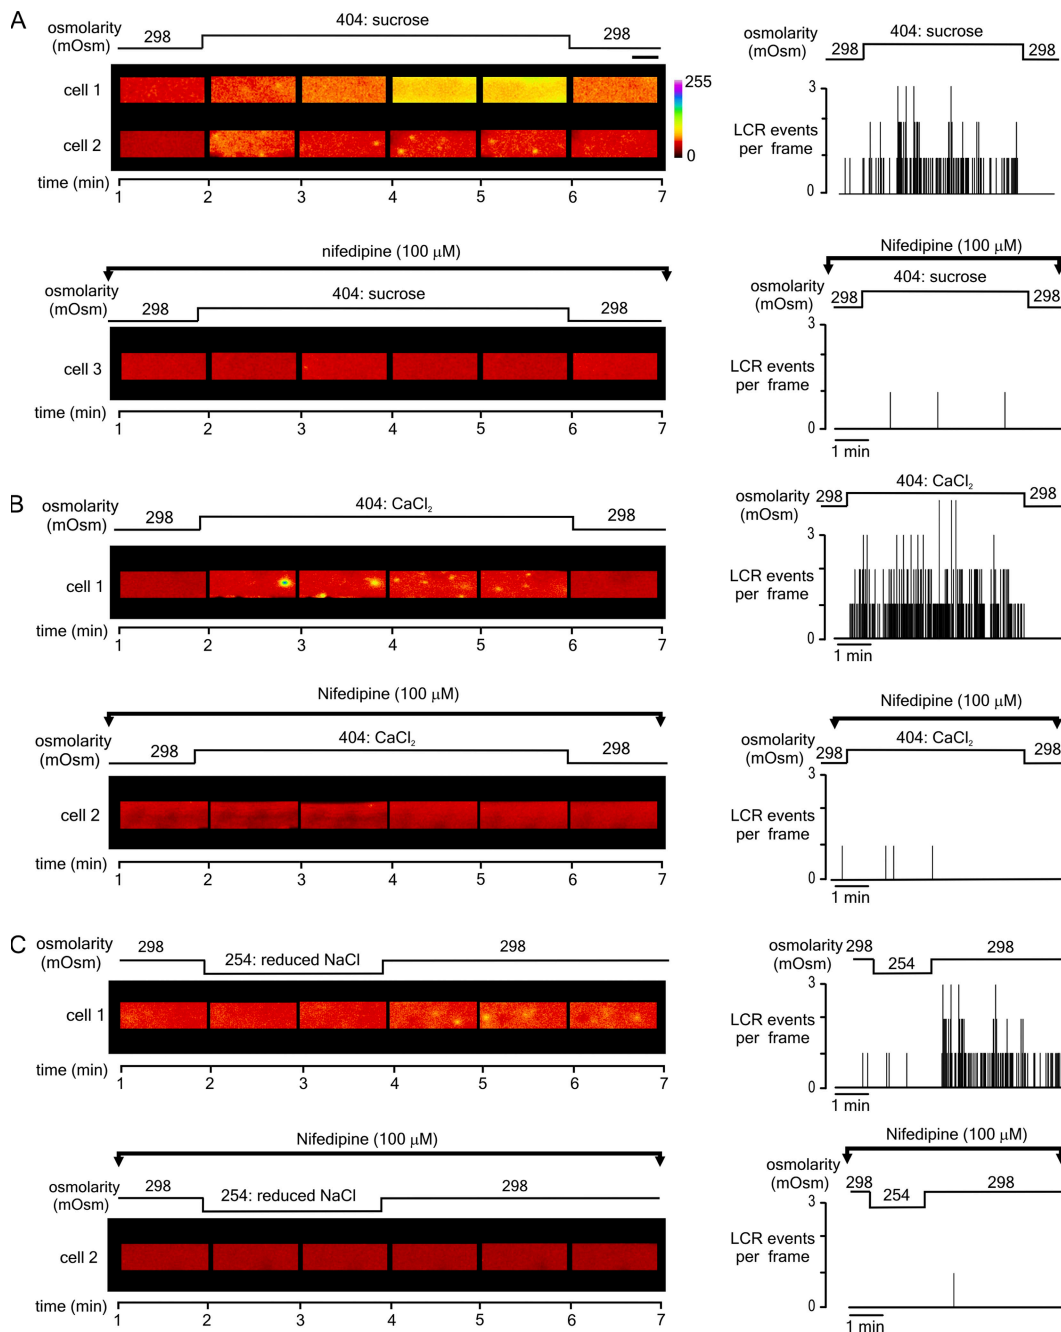 A
osmolarity
(mOsm)
298
404: sucrose
298
cell 1
cell 2
255
0
time (min)
1 2 3 4 5 6 7
osmolarity
(mOsm)
298
404: sucrose
298
LCR events
per frame
3
0
nifedipine (100 µM)
osmolarity
(mOsm)
298
404: sucrose
298
cell 3
time (min)
1 2 3 4 5 6 7
Nifedipine (100 µM)
osmolarity
(mOsm)
298
404: sucrose
298
LCR events
per frame
3
0
1 min
B
osmolarity
(mOsm)
298
404: CaCl₂
298
cell 1
time (min)
1 2 3 4 5 6 7
osmolarity
(mOsm)
298
404: CaCl₂
298
LCR events
per frame
3
0
1 min
Nifedipine (100 µM)
osmolarity
(mOsm)
298
404: CaCl₂
298
cell 2
time (min)
1 2 3 4 5 6 7
Nifedipine (100 µM)
osmolarity
(mOsm)
298
404: CaCl₂
298
LCR events
per frame
3
0
1 min
C
osmolarity
(mOsm)
298
254: reduced NaCl
298
cell 1
time (min)
1 2 3 4 5 6 7
osmolarity
(mOsm)
298
254
298
LCR events
per frame
3
0
1 min
Nifedipine (100 µM)
osmolarity
(mOsm)
298
254: reduced NaCl
298
cell 2
time (min)
1 2 3 4 5 6 7
Nifedipine (100 µM)
osmolarity
(mOsm)
298
254
298
LCR events
per frame
3
0
1 min